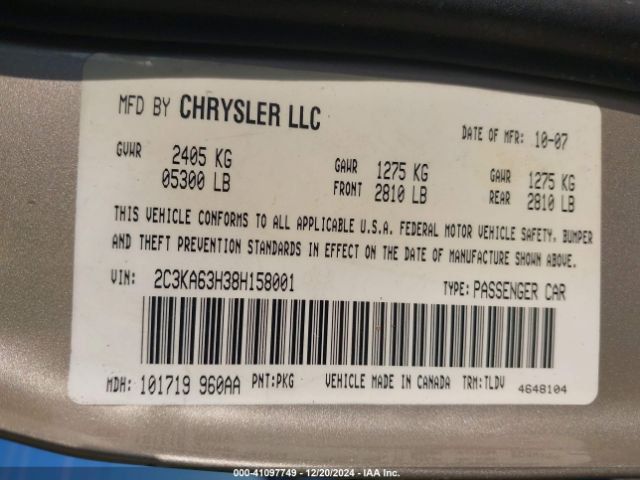 MFD BY CHRYSLER LLC
DATE OF MFR: 10-07
GVWR 2405 KG
05300 LB
GAWR FRONT 1275 KG
2810 LB
GAWR REAR 1275 KG
2810 LB
THIS VEHICLE CONFORMS TO ALL APPLICABLE U.S.A. FEDERAL MOTOR VEHICLE SAFETY, BUMPER
AND THEFT PREVENTION STANDARDS IN EFFECT ON THE DATE OF MANUFACTURE SHOWN ABOVE.
VIN: 2C3KA63H38H158001 TYPE: PASSENGER CAR
MDH: 101719 960AA PNT:PKG VEHICLE MADE IN CANADA TRM:TLDV
4648104
000-41097749 - 12/20/2024 - IAA Inc.